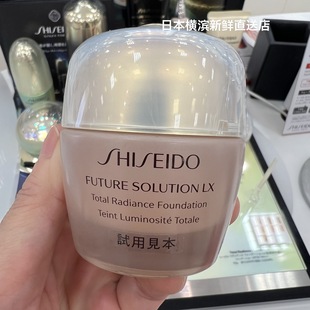 日本横滨新鲜直送店
SHISEIDO
SHISEIDO
FUTURE SOLUTION LX
Total Radiance Foundation
Teint Luminosité Totale
試用見本